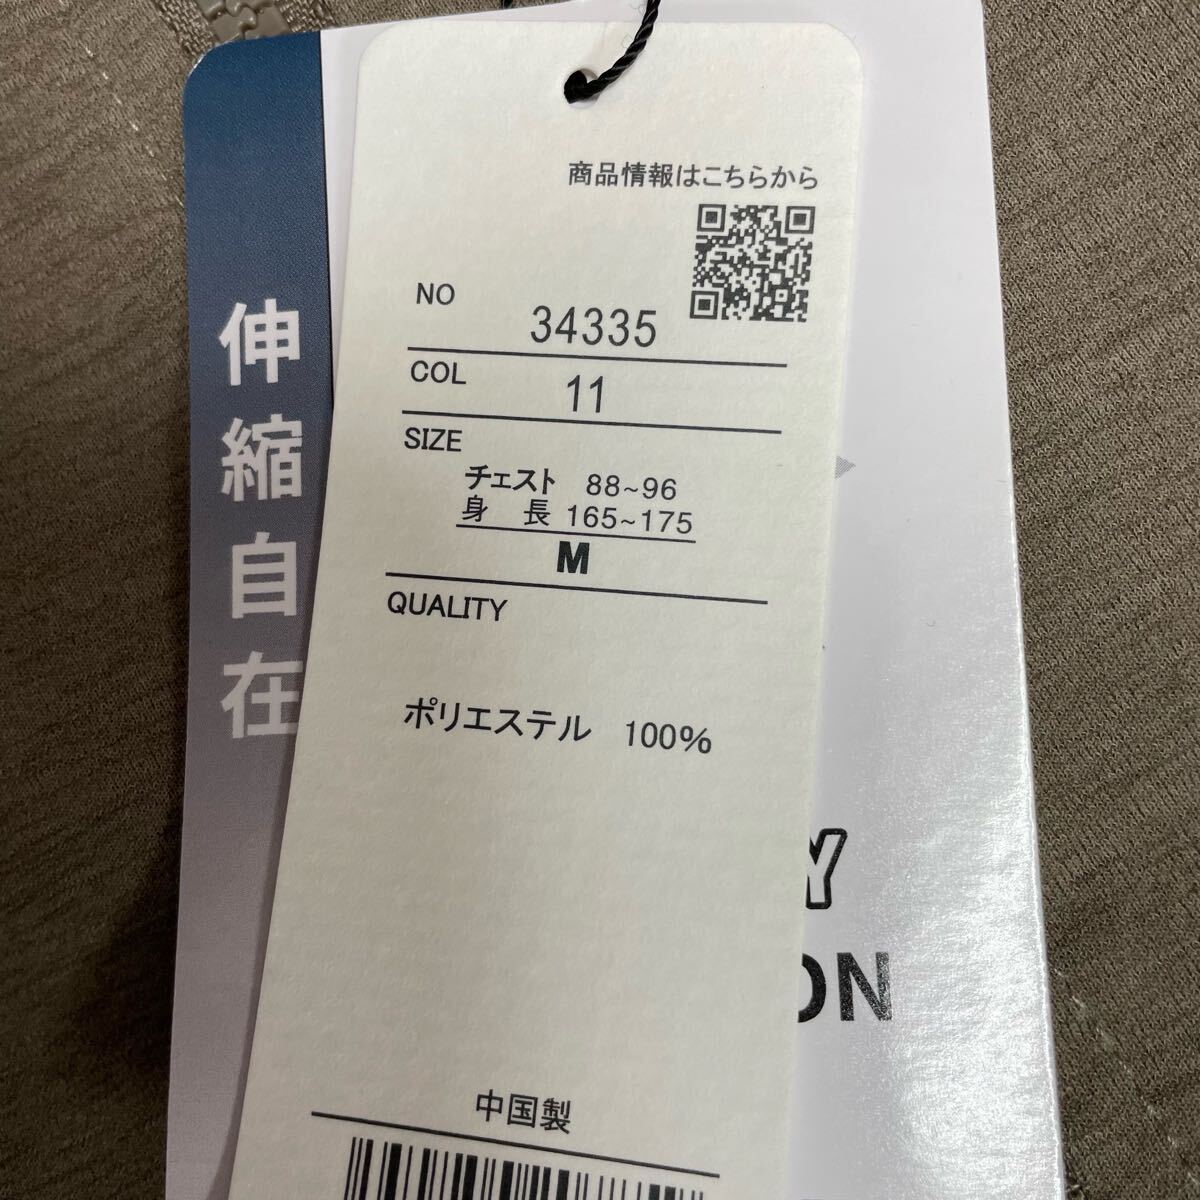 商品情報はこちらから
NO 34335
COL 11
SIZE
チェスト 88~96
身 長 165~175
M
QUALITY
ポリエステル 100%
中国製
伸縮自在
Y
ON